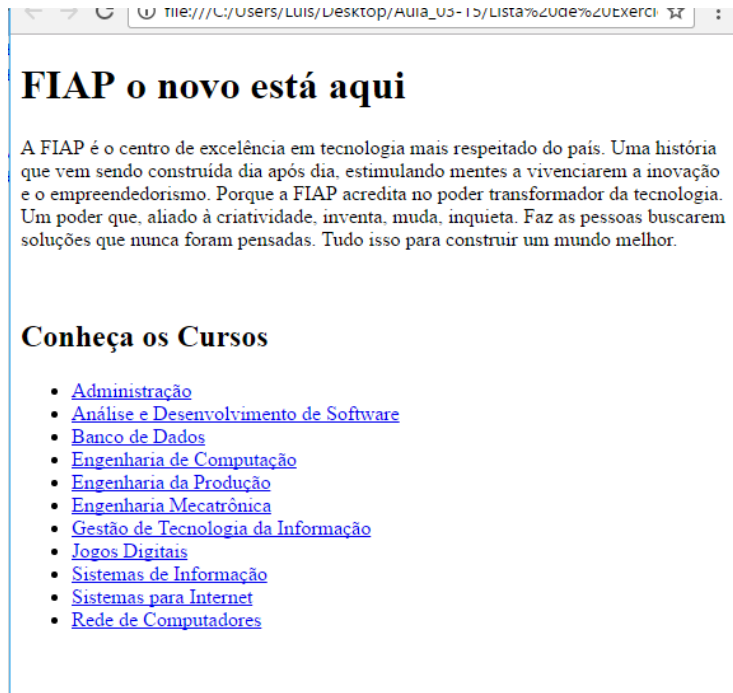 file:///C:/Users/Luis/Desktop/Aula_03-15/Lista%20de%20Exerci
FIAP o novo está aqui
A FIAP é o centro de excelência em tecnologia mais respeitado do país. Uma história
que vem sendo construída dia após dia, estimulando mentes a vivenciarem a inovação
e o empreendedorismo. Porque a FIAP acredita no poder transformador da tecnologia.
Um poder que, aliado à criatividade, inventa, muda, inquieta. Faz as pessoas buscarem
soluções que nunca foram pensadas. Tudo isso para construir um mundo melhor.
Conheça os Cursos
Administração
Análise e Desenvolvimento de Software
Banco de Dados
Engenharia de Computação
Engenharia da Produção
Engenharia Mecatrônica
Gestão de Tecnologia da Informação
Jogos Digitais
Sistemas de Informação
Sistemas para Internet
Rede de Computadores